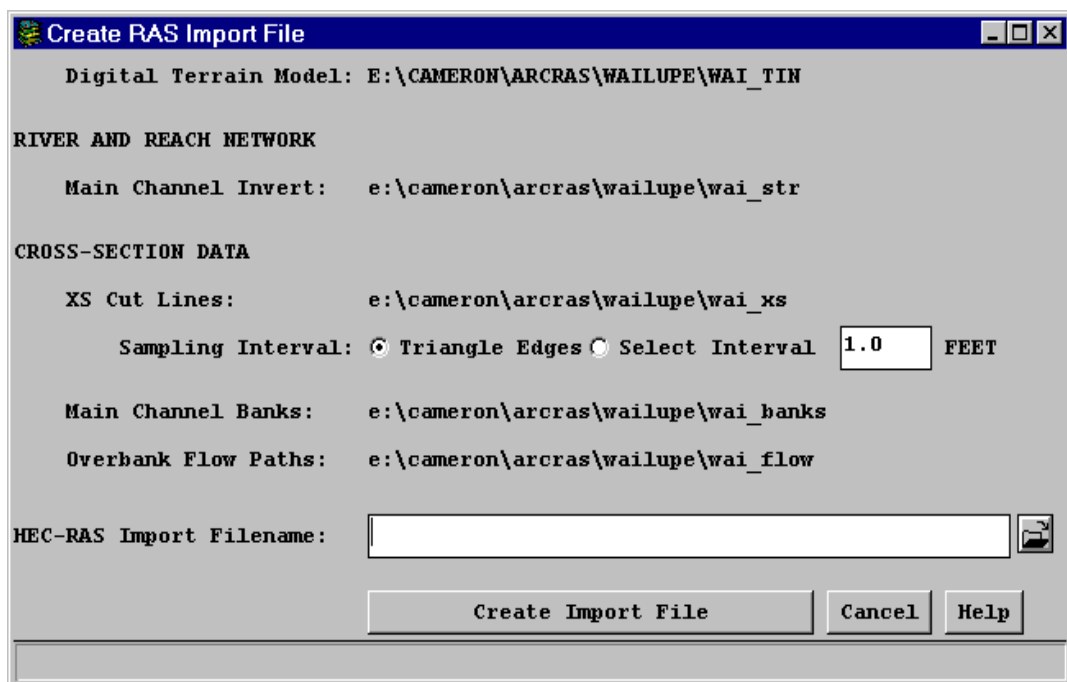 Create RAS Import File
Digital Terrain Model: E:\CAMERON\ARCRAS\WAILUPE\WAI_TIN
RIVER AND REACH NETWORK
Main Channel Invert: e:\cameron\arcras\wailupe\wai_str
CROSS-SECTION DATA
XS Cut Lines: e:\cameron\arcras\wailupe\wai_xs
Sampling Interval: Triangle Edges Select Interval 1.0 FEET
Main Channel Banks: e:\cameron\arcras\wailupe\wai_banks
Overbank Flow Paths: e:\cameron\arcras\wailupe\wai_flow
HEC-RAS Import Filename:
Create Import File Cancel Help